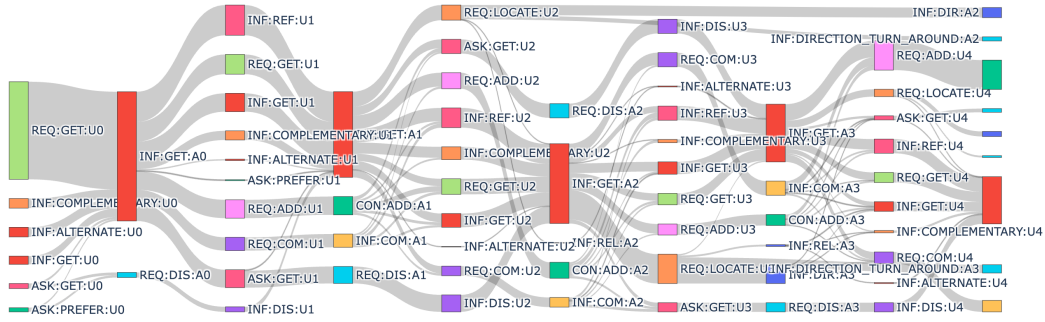 REQ:GET:U0
INF:COMPLEMENTARY:U0
INF:ALTERNATE:U0
INF:GET:U0
ASK:GET:U0
ASK:PREFER:U0
INF:GET:A0
REQ:DIS:A0
INF:REF:U1
REQ:GET:U1
INF:GET:U1
INF:COMPLEMENTARY:U1
INF:ALTERNATE:U1
ASK:PREFER:U1
REQ:ADD:U1
REQ:COM:U1
ASK:GET:U1
INF:DIS:U1
INF:GET:A1
CON:ADD:A1
INF:COM:A1
REQ:DIS:A1
REQ:LOCATE:U2
ASK:GET:U2
REQ:ADD:U2
INF:REF:U2
INF:COMPLEMENTARY:U2
REQ:GET:U2
INF:GET:U2
INF:ALTERNATE:U2
REQ:COM:U2
INF:DIS:U2
REQ:DIS:A2
INF:GET:A2
INF:REL:A2
CON:ADD:A2
INF:COM:A2
INF:DIR:A2
INF:DIRECTION_TURN_AROUND:A2
INF:DIS:U3
REQ:COM:U3
INF:ALTERNATE:U3
INF:REF:U3
INF:COMPLEMENTARY:U3
INF:GET:U3
REQ:GET:U3
REQ:ADD:U3
REQ:LOCATE:U3
ASK:GET:U3
INF:GET:A3
INF:COM:A3
CON:ADD:A3
INF:REL:A3
INF:DIR:A3
INF:DIRECTION_TURN_AROUND:A3
REQ:DIS:A3
REQ:ADD:U4
REQ:LOCATE:U4
ASK:GET:U4
INF:REF:U4
REQ:GET:U4
INF:GET:U4
INF:COMPLEMENTARY:U4
REQ:COM:U4
INF:ALTERNATE:U4
INF:DIS:U4